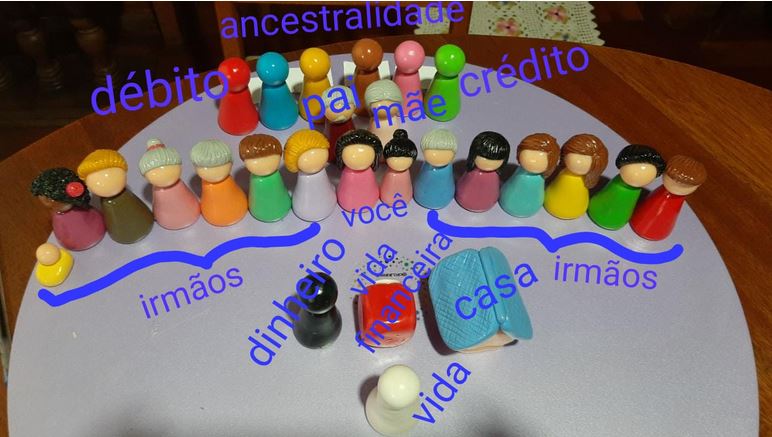 ancestralidade
débito
pai
mãe
crédito
você
irmãos
irmãos
dinheiro
vida
financeira
casa
vida